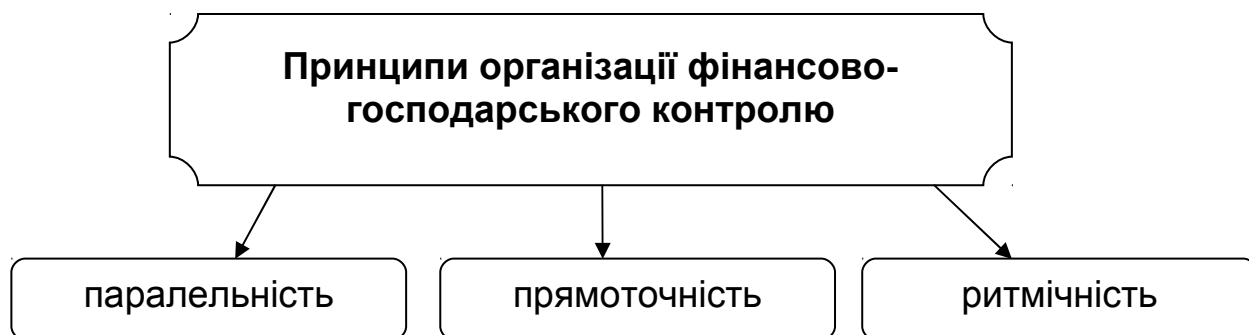 Принципи організації фінансово-
господарського контролю
паралельність
прямоточність
ритмічність